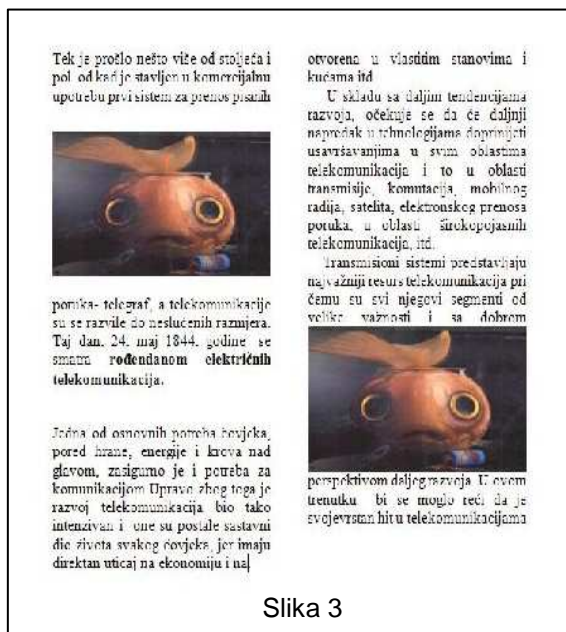 Tek je prošlo nešto više od stoljeća i
pol od kad je stavljen u komercijalnu
upotrebu prvi sistem za prenos pisanih
poruka- telegraf, a telekomunikacije
su se razvile do neslućenih razmjera.
Taj dan, 24. maj 1844. godine se
smatra rođendanom električnih
telekomunikacija.
Jedna od osnovnih potreba čovjeka,
pored hrane, energije i krova nad
glavom, zasigurno je i potreba za
komunikacijom. Upravo zbog toga je
razvoj telekomunikacija bio tako
intenzivan i one su postale sastavni
dio života svakog čovjeka, jer imaju
direktan uticaj na ekonomiju i na
otvorena u vlastitim stanovima i
kućama itd.
U skladu sa daljim tendencijama
razvoja, očekuje se da će daljnji
napredak u tehnologijama doprinijeti
usavršavanjima u svim oblastima
telekomunikacija i to u oblasti
transmisije, komutacija, mobilnog
radija, satelita, elektronskog prenosa
poruka, u oblasti širokopojasnih
telekomunikacija, itd.
Transmisioni sistemi predstavljaju
najvažniji resurs telekomunikacija pri
čemu su svi njegovi segmenti od
velike važnosti i sa dobrom
perspektivom daljeg razvoja. U ovom
trenutku bi se moglo reći da je
svojevrstan hit u telekomunikacijama
Slika 3